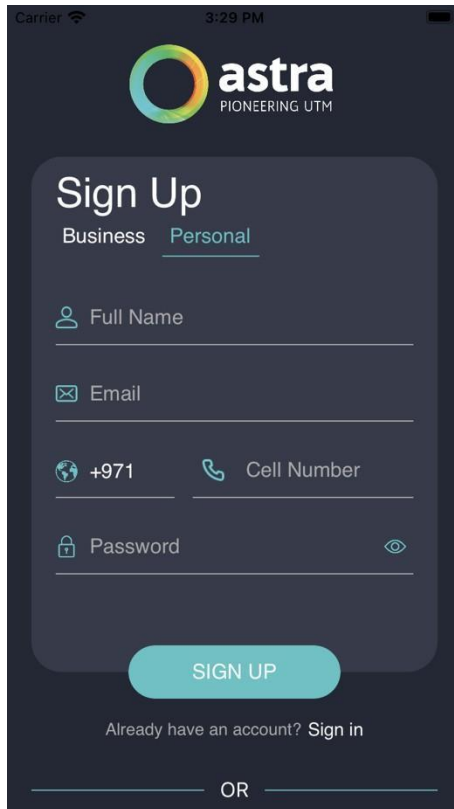 Carrier 3:29 PM
astra
PIONEERING UTM
Sign Up
Business Personal
Full Name
Email
+971 Cell Number
Password
SIGN UP
Already have an account? Sign in
OR